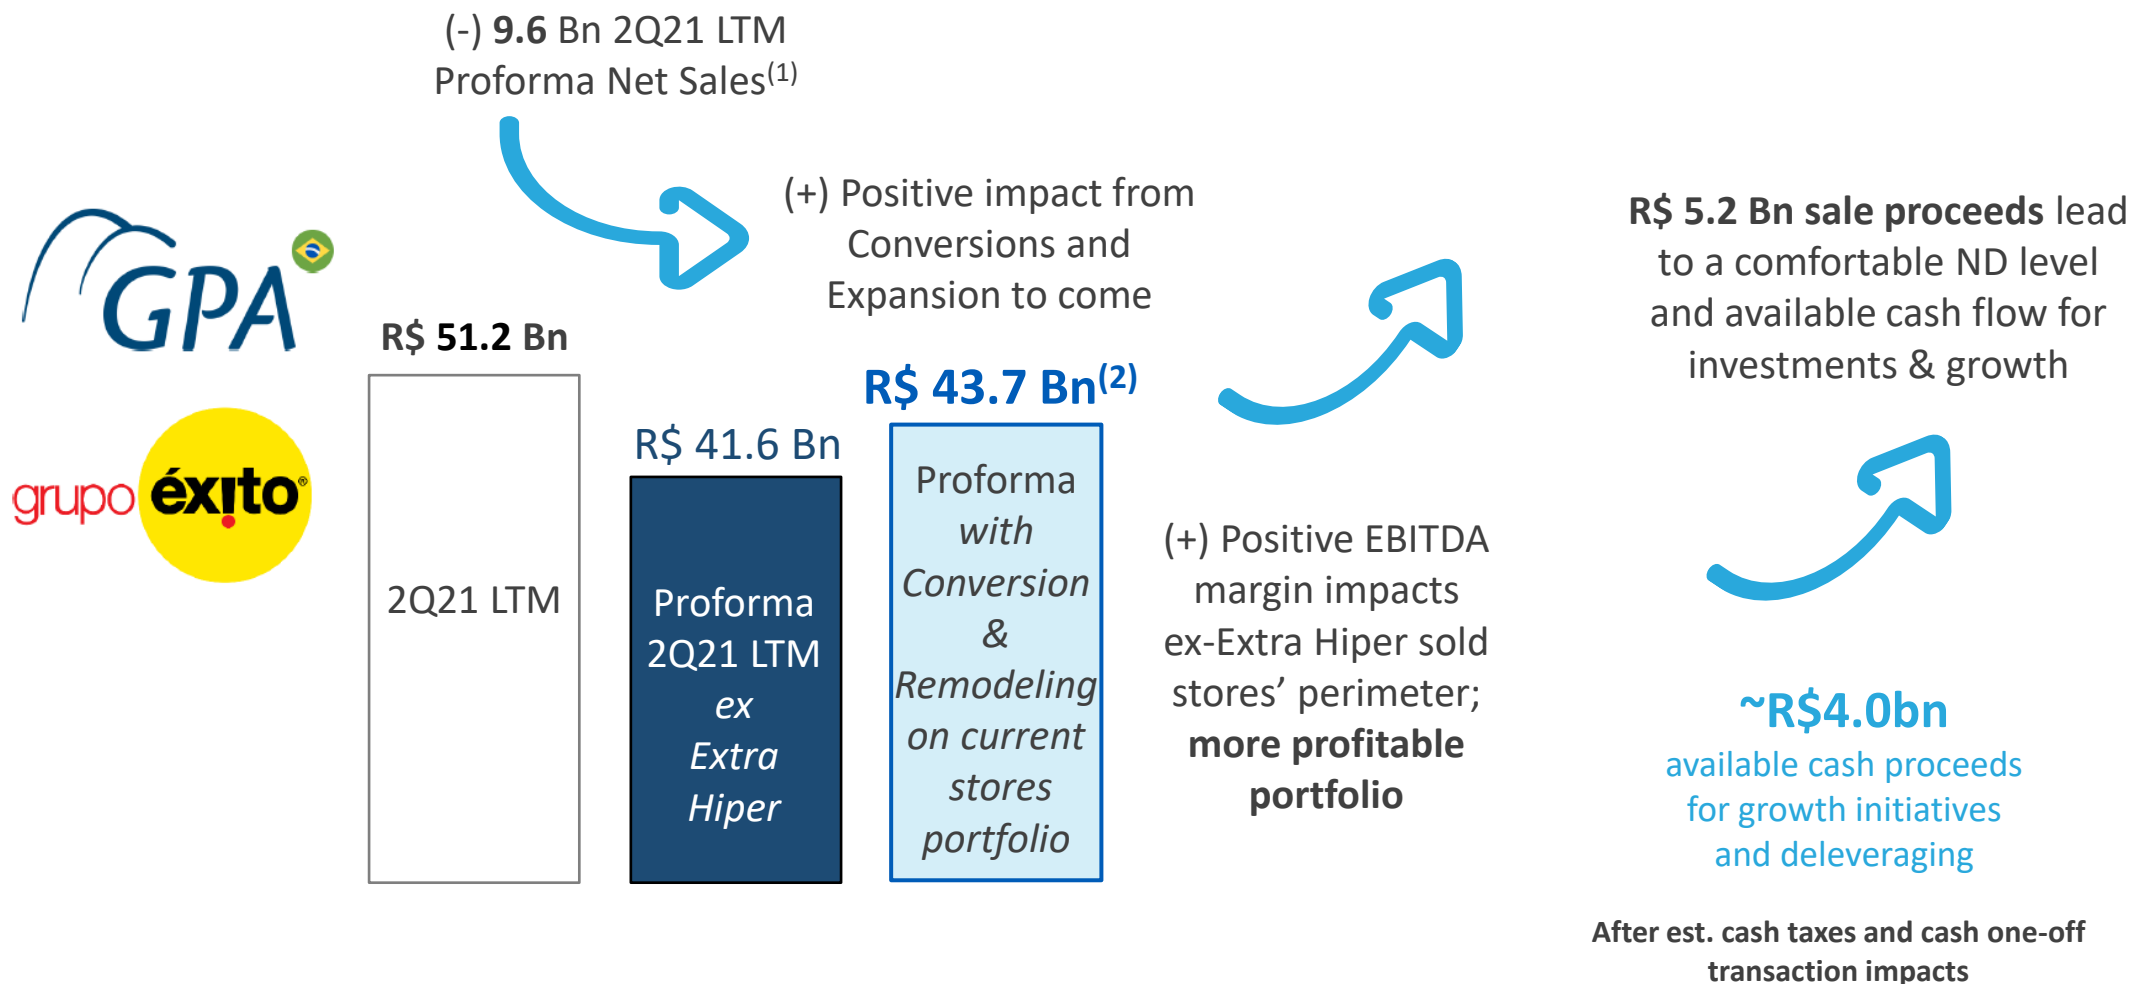 (-) 9.6 Bn 2Q21 LTM
Proforma Net Sales(1)
(+) Positive impact from
Conversions and
Expansion to come
GPA
grupo éxito®
R$ 51.2 Bn
2Q21 LTM
R$ 41.6 Bn
Proforma
2Q21 LTM
ex
Extra
Hiper
R$ 43.7 Bn(2)
Proforma
with
Conversion
&
Remodeling
on current
stores
portfolio
(+) Positive EBITDA
margin impacts
ex-Extra Hiper sold
stores’ perimeter;
more profitable
portfolio
R$ 5.2 Bn sale proceeds lead
to a comfortable ND level
and available cash flow for
investments & growth
~R$4.0bn
available cash proceeds
for growth initiatives
and deleveraging
After est. cash taxes and cash one-off
transaction impacts